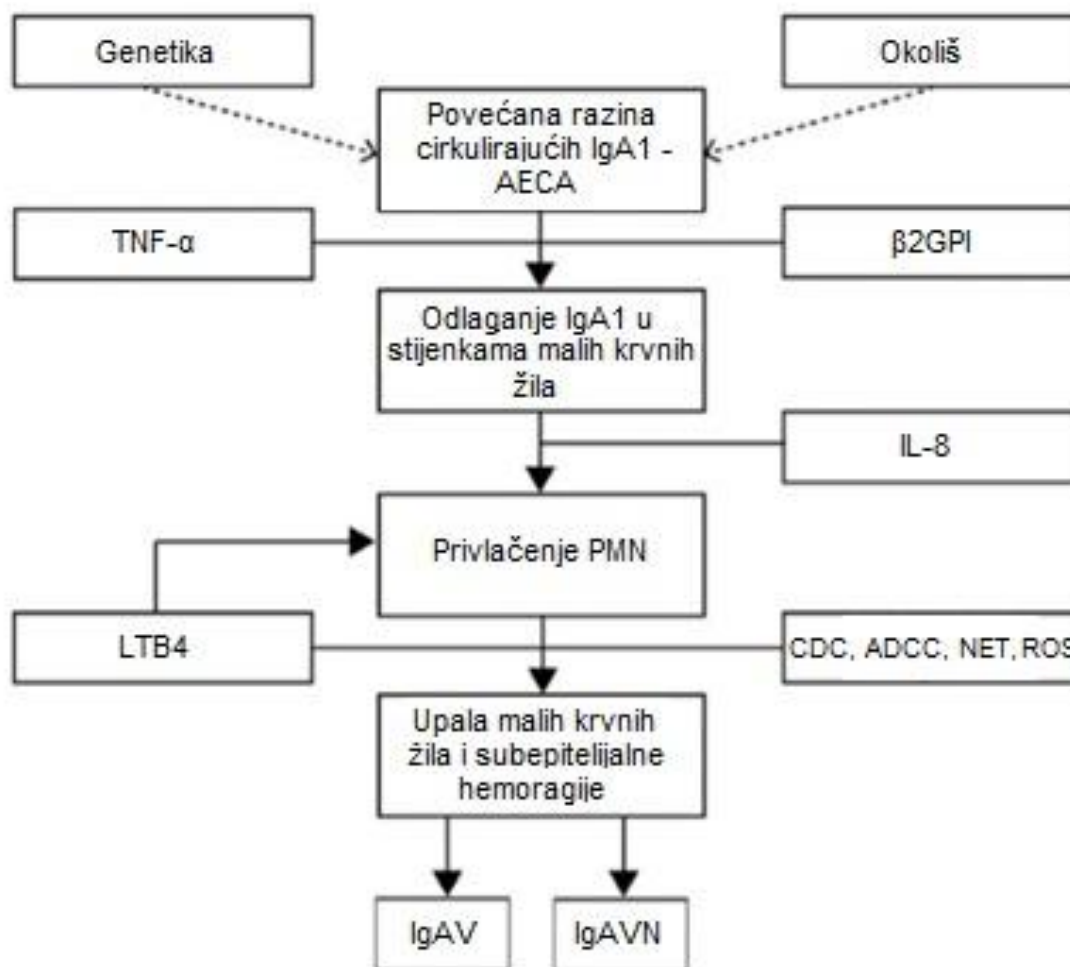 Genetika
Okoliš
Povećana razina
cirkulirajućih IgA1 -
AECA
TNF-α
β2GPI
Odlaganje IgA1 u
stijenkama malih krvnih
žila
IL-8
Privlačenje PMN
LTB4
CDC, ADCC, NET, ROS
Upala malih krvnih
žila i subepitelijalne
hemoragije
IgAV
IgAVN